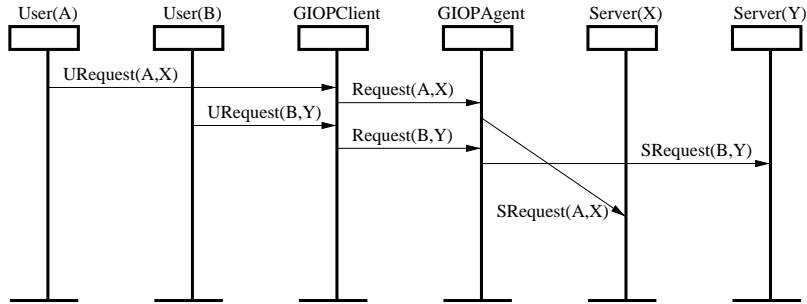 User(A) User(B) GIOPClient GIOPAgent Server(X) Server(Y)
URequest(A,X)
Request(A,X)
URequest(B,Y)
Request(B,Y)
SRequest(B,Y)
SRequest(A,X)